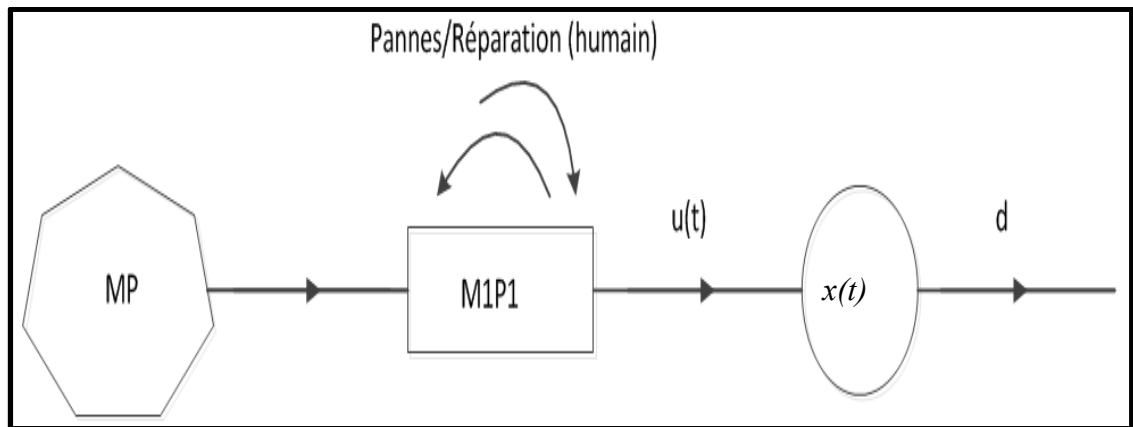 Pannes/Réparation (humain)
MP
M1P1
u(t)
x(t)
d